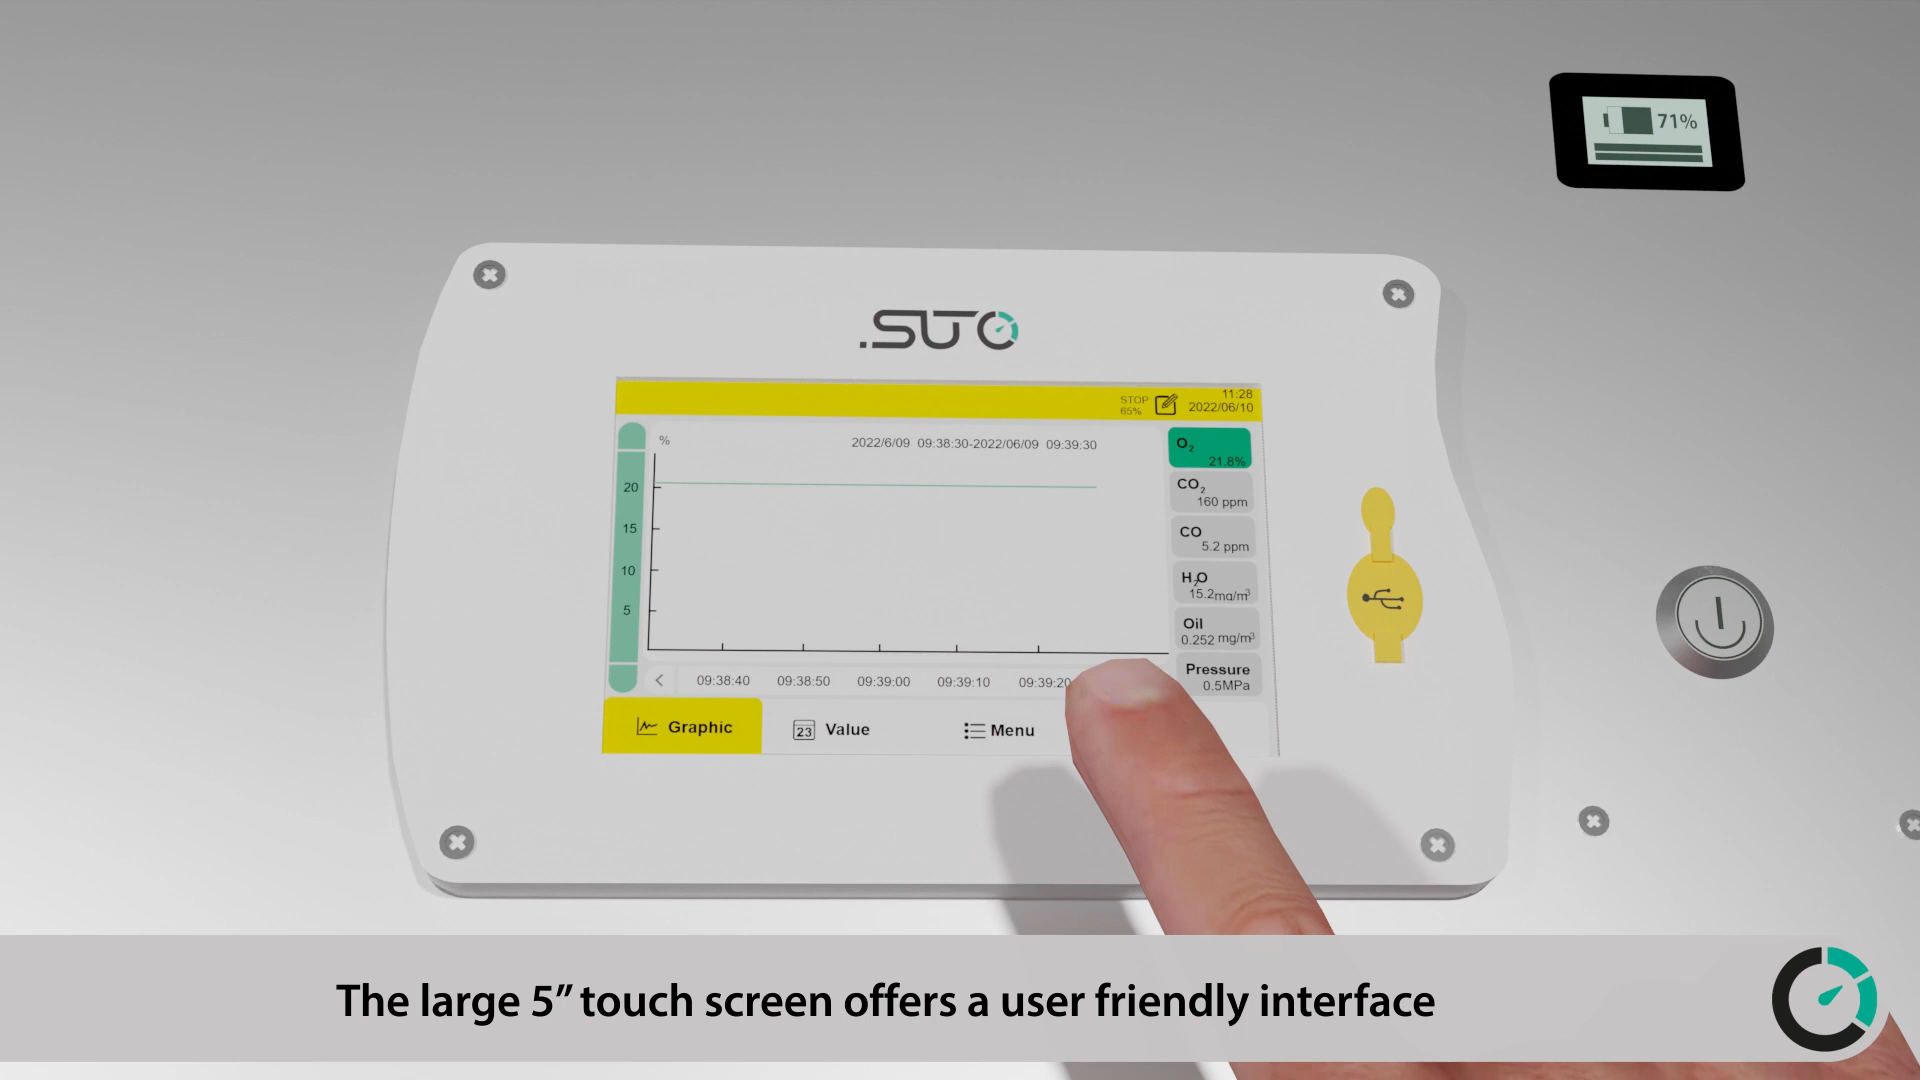 71%
.SUTO
STOP
65%
11:28
2022/06/10
%
2022/6/09 09:38:30-2022/06/09 09:39:30
20
15
10
5
O₂
21.8%
CO₂
160 ppm
CO
5.2 ppm
H₂O
15.2mg/m³
Oil
0.252 mg/m³
Pressure
0.5MPa
09:38:40 09:38:50 09:39:00 09:39:10 09:39:20
Graphic
23 Value
Menu
The large 5” touch screen offers a user friendly interface